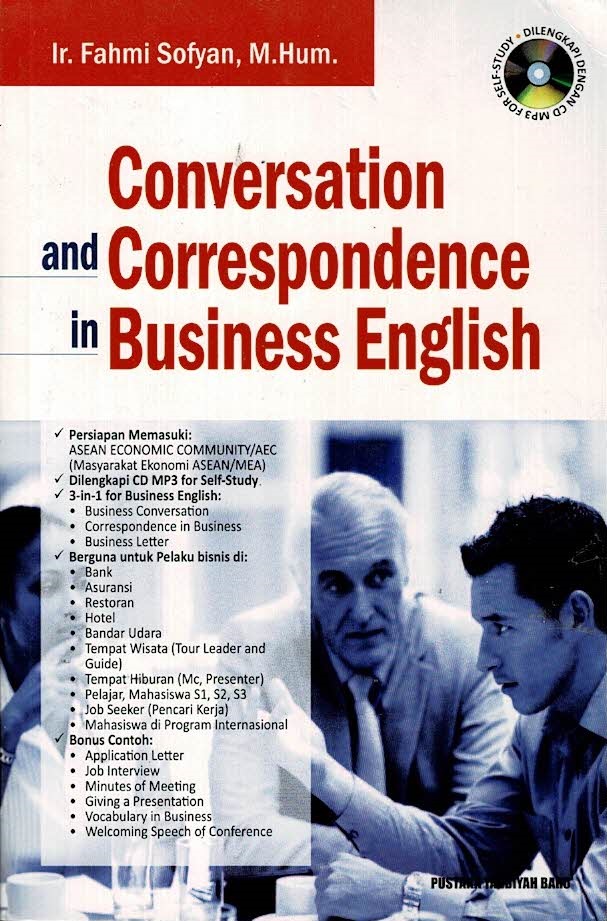 Ir. Fahmi Sofyan, M.Hum.
DILENGKAPI DENGAN CD MP3 FOR SELF-STUDY •
Conversation
and Correspondence
in Business English
✓ Persiapan Memasuki:
ASEAN ECONOMIC COMMUNITY/AEC
(Masyarakat Ekonomi ASEAN/MEA)
✓ Dilengkapi CD MP3 for Self-Study.
✓ 3-in-1 for Business English:
• Business Conversation
• Correspondence in Business
• Business Letter
✓ Berguna untuk Pelaku bisnis di:
• Bank
• Asuransi
• Restoran
• Hotel
• Bandar Udara
• Tempat Wisata (Tour Leader and
Guide)
• Tempat Hiburan (Mc, Presenter)
• Pelajar, Mahasiswa S1, S2, S3
• Job Seeker (Pencari Kerja)
• Mahasiswa di Program Internasional
✓ Bonus Contoh:
• Application Letter
• Job Interview
• Minutes of Meeting
• Giving a Presentation
• Vocabulary in Business
• Welcoming Speech of Conference
PUSTAKA BARU